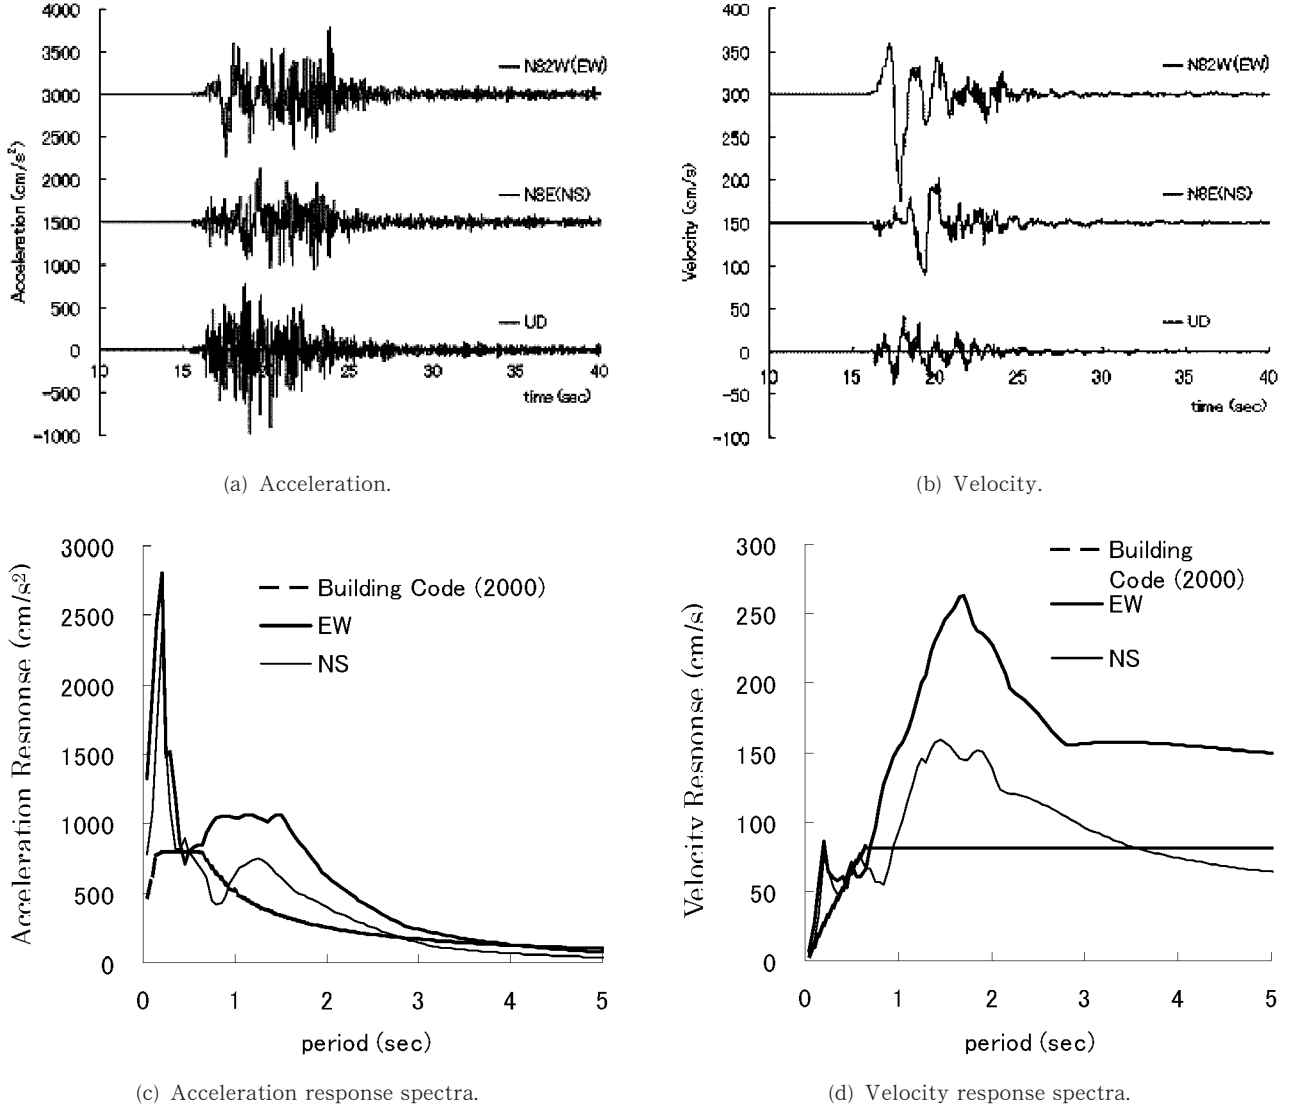 4000
3500
3000
2500
2000
1500
1000
500
0
-500
-1000
Acceleration (cm/s²)
N82W(EW)
N8E(NS)
UD
10 15 20 25 30 35 40
time (sec)
(a) Acceleration.
400
350
300
250
200
150
100
50
0
-50
-100
Velocity (cm/s)
N82W(EW)
N8E(NS)
UD
10 15 20 25 30 35 40
time (sec)
(b) Velocity.
3000
2500
2000
1500
1000
500
0
Acceleration Response (cm/s²)
Building Code (2000)
EW
NS
0 1 2 3 4 5
period (sec)
(c) Acceleration response spectra.
300
250
200
150
100
50
0
Velocity Response (cm/s)
Building
Code (2000)
EW
NS
0 1 2 3 4 5
period (sec)
(d) Velocity response spectra.